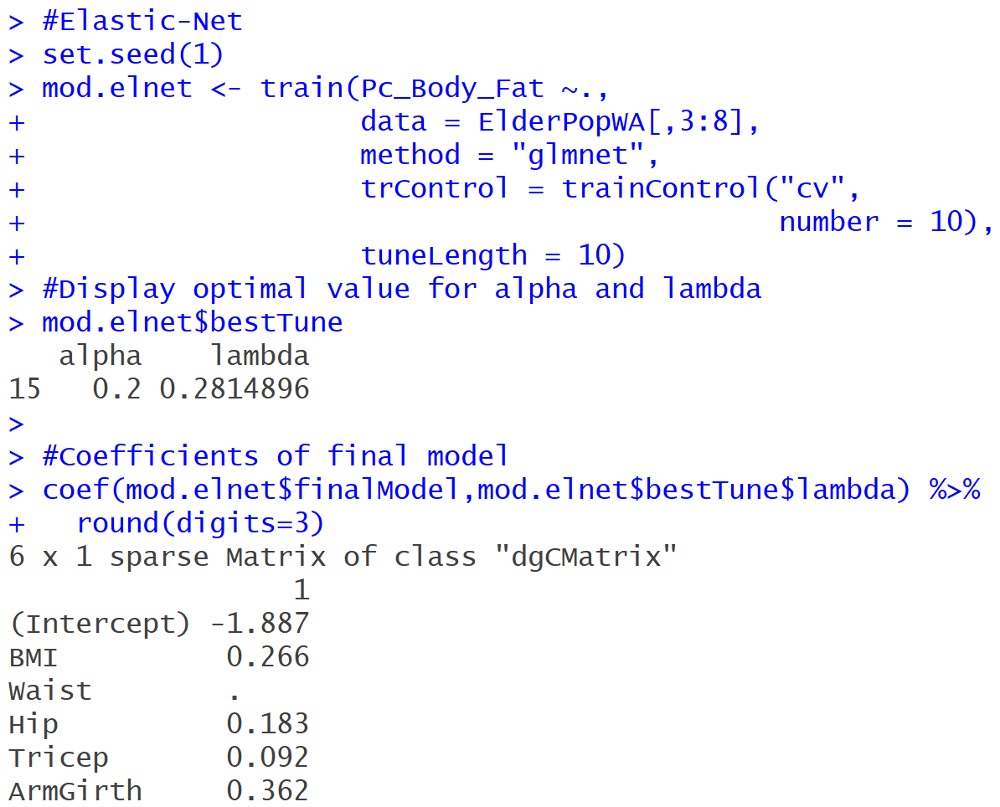 > #Elastic-Net
> set.seed(1)
> mod.elnet <- train(Pc_Body_Fat ~.,
+                    data = ElderPopWA[,3:8],
+                    method = "glmnet",
+                    trControl = trainControl("cv",
+                                             number = 10),
+                    tuneLength = 10)
> #Display optimal value for alpha and lambda
> mod.elnet$bestTune
   alpha    lambda
15   0.2 0.2814896
>
> #Coefficients of final model
> coef(mod.elnet$finalModel,mod.elnet$bestTune$lambda) %>%
+   round(digits=3)
6 x 1 sparse Matrix of class "dgCMatrix"
                 1
(Intercept) -1.887
BMI          0.266
Waist        .
Hip          0.183
Tricep       0.092
ArmGirth     0.362